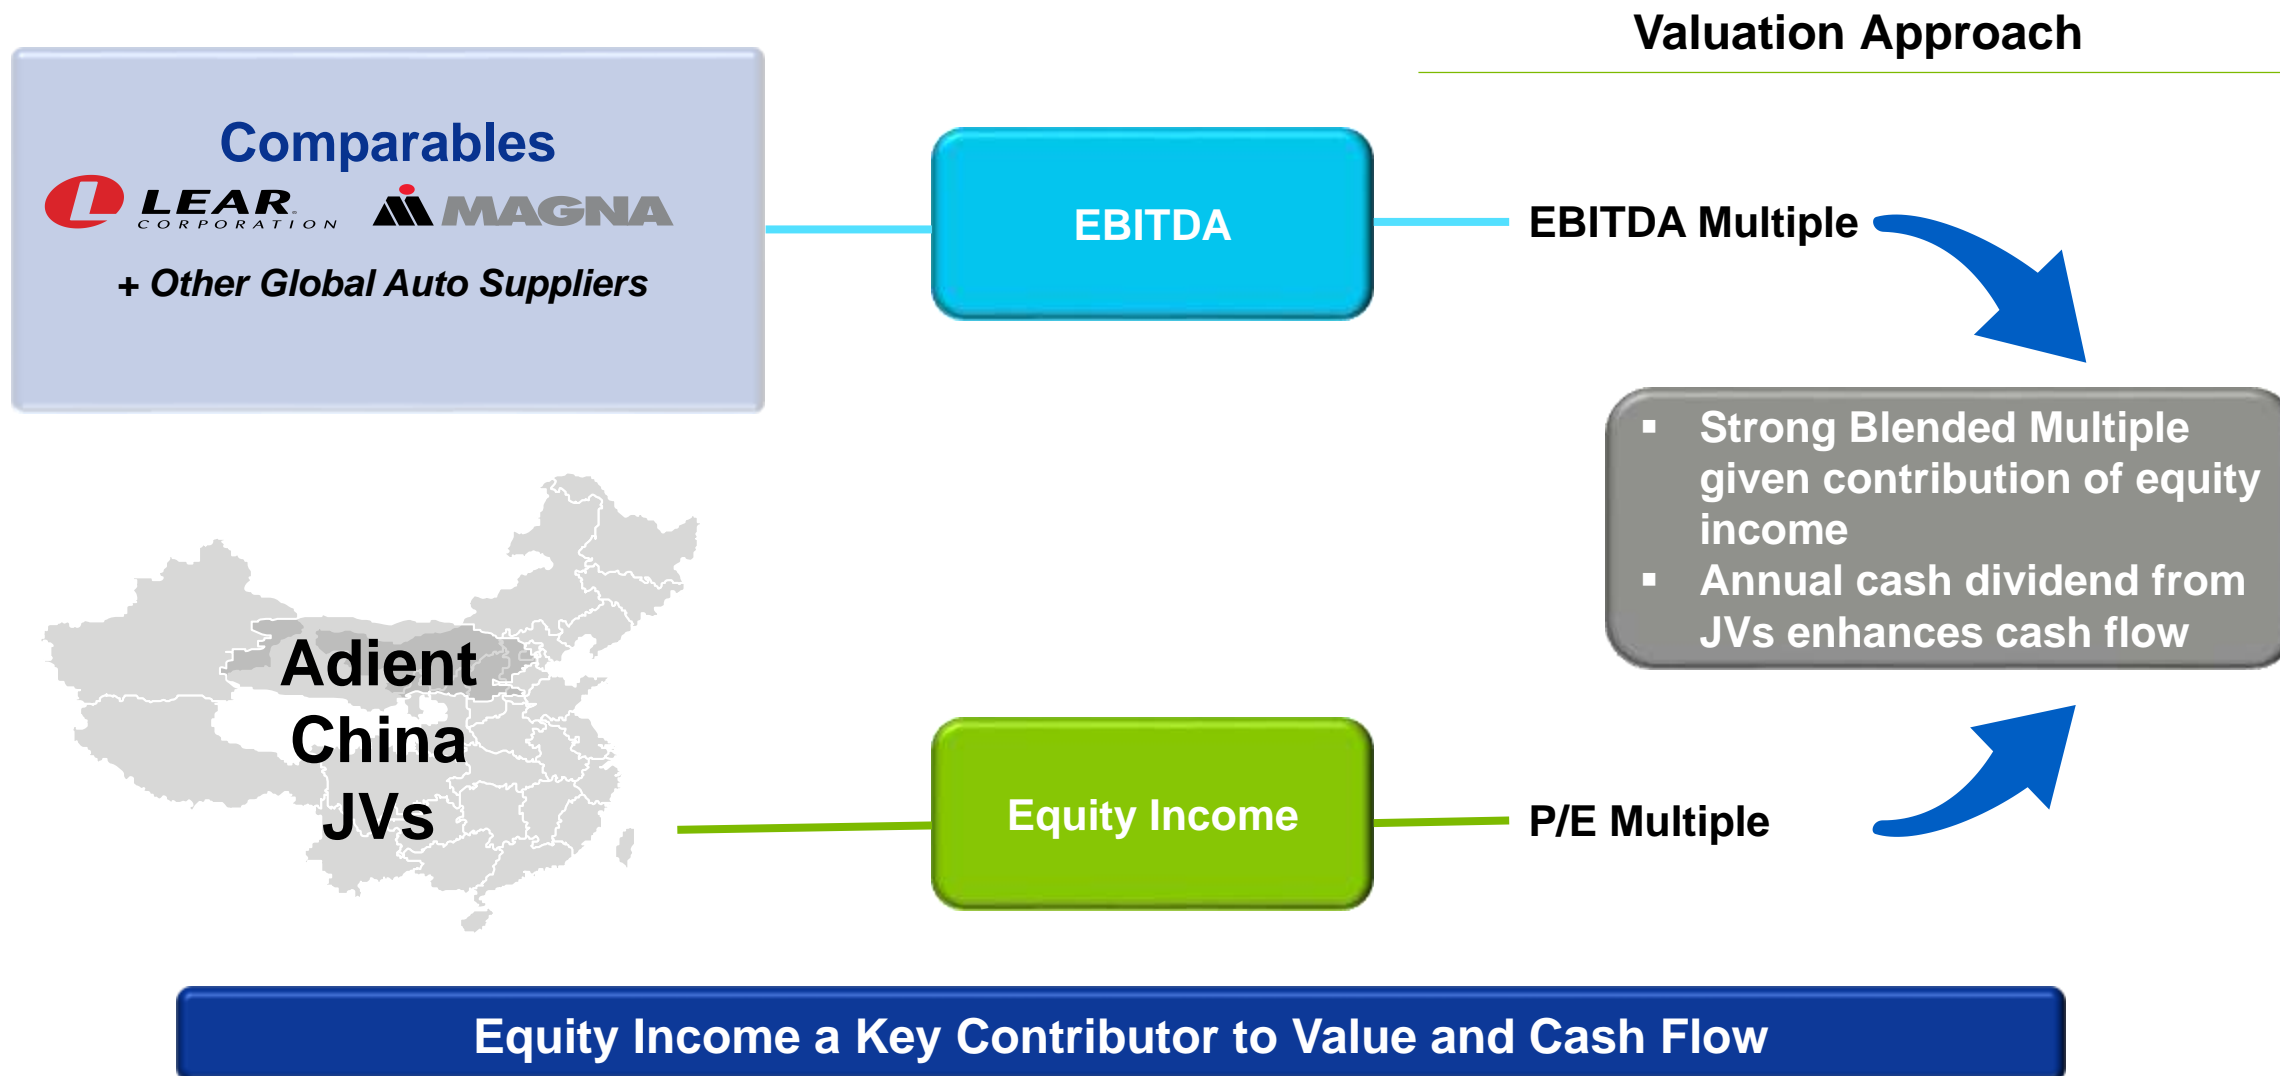 Valuation Approach
Comparables
L LEAR CORPORATION
MAGNA
+ Other Global Auto Suppliers
EBITDA
EBITDA Multiple
▪ Strong Blended Multiple
given contribution of equity
income
▪ Annual cash dividend from
JVs enhances cash flow
Adient
China
JVs
Equity Income
P/E Multiple
Equity Income a Key Contributor to Value and Cash Flow